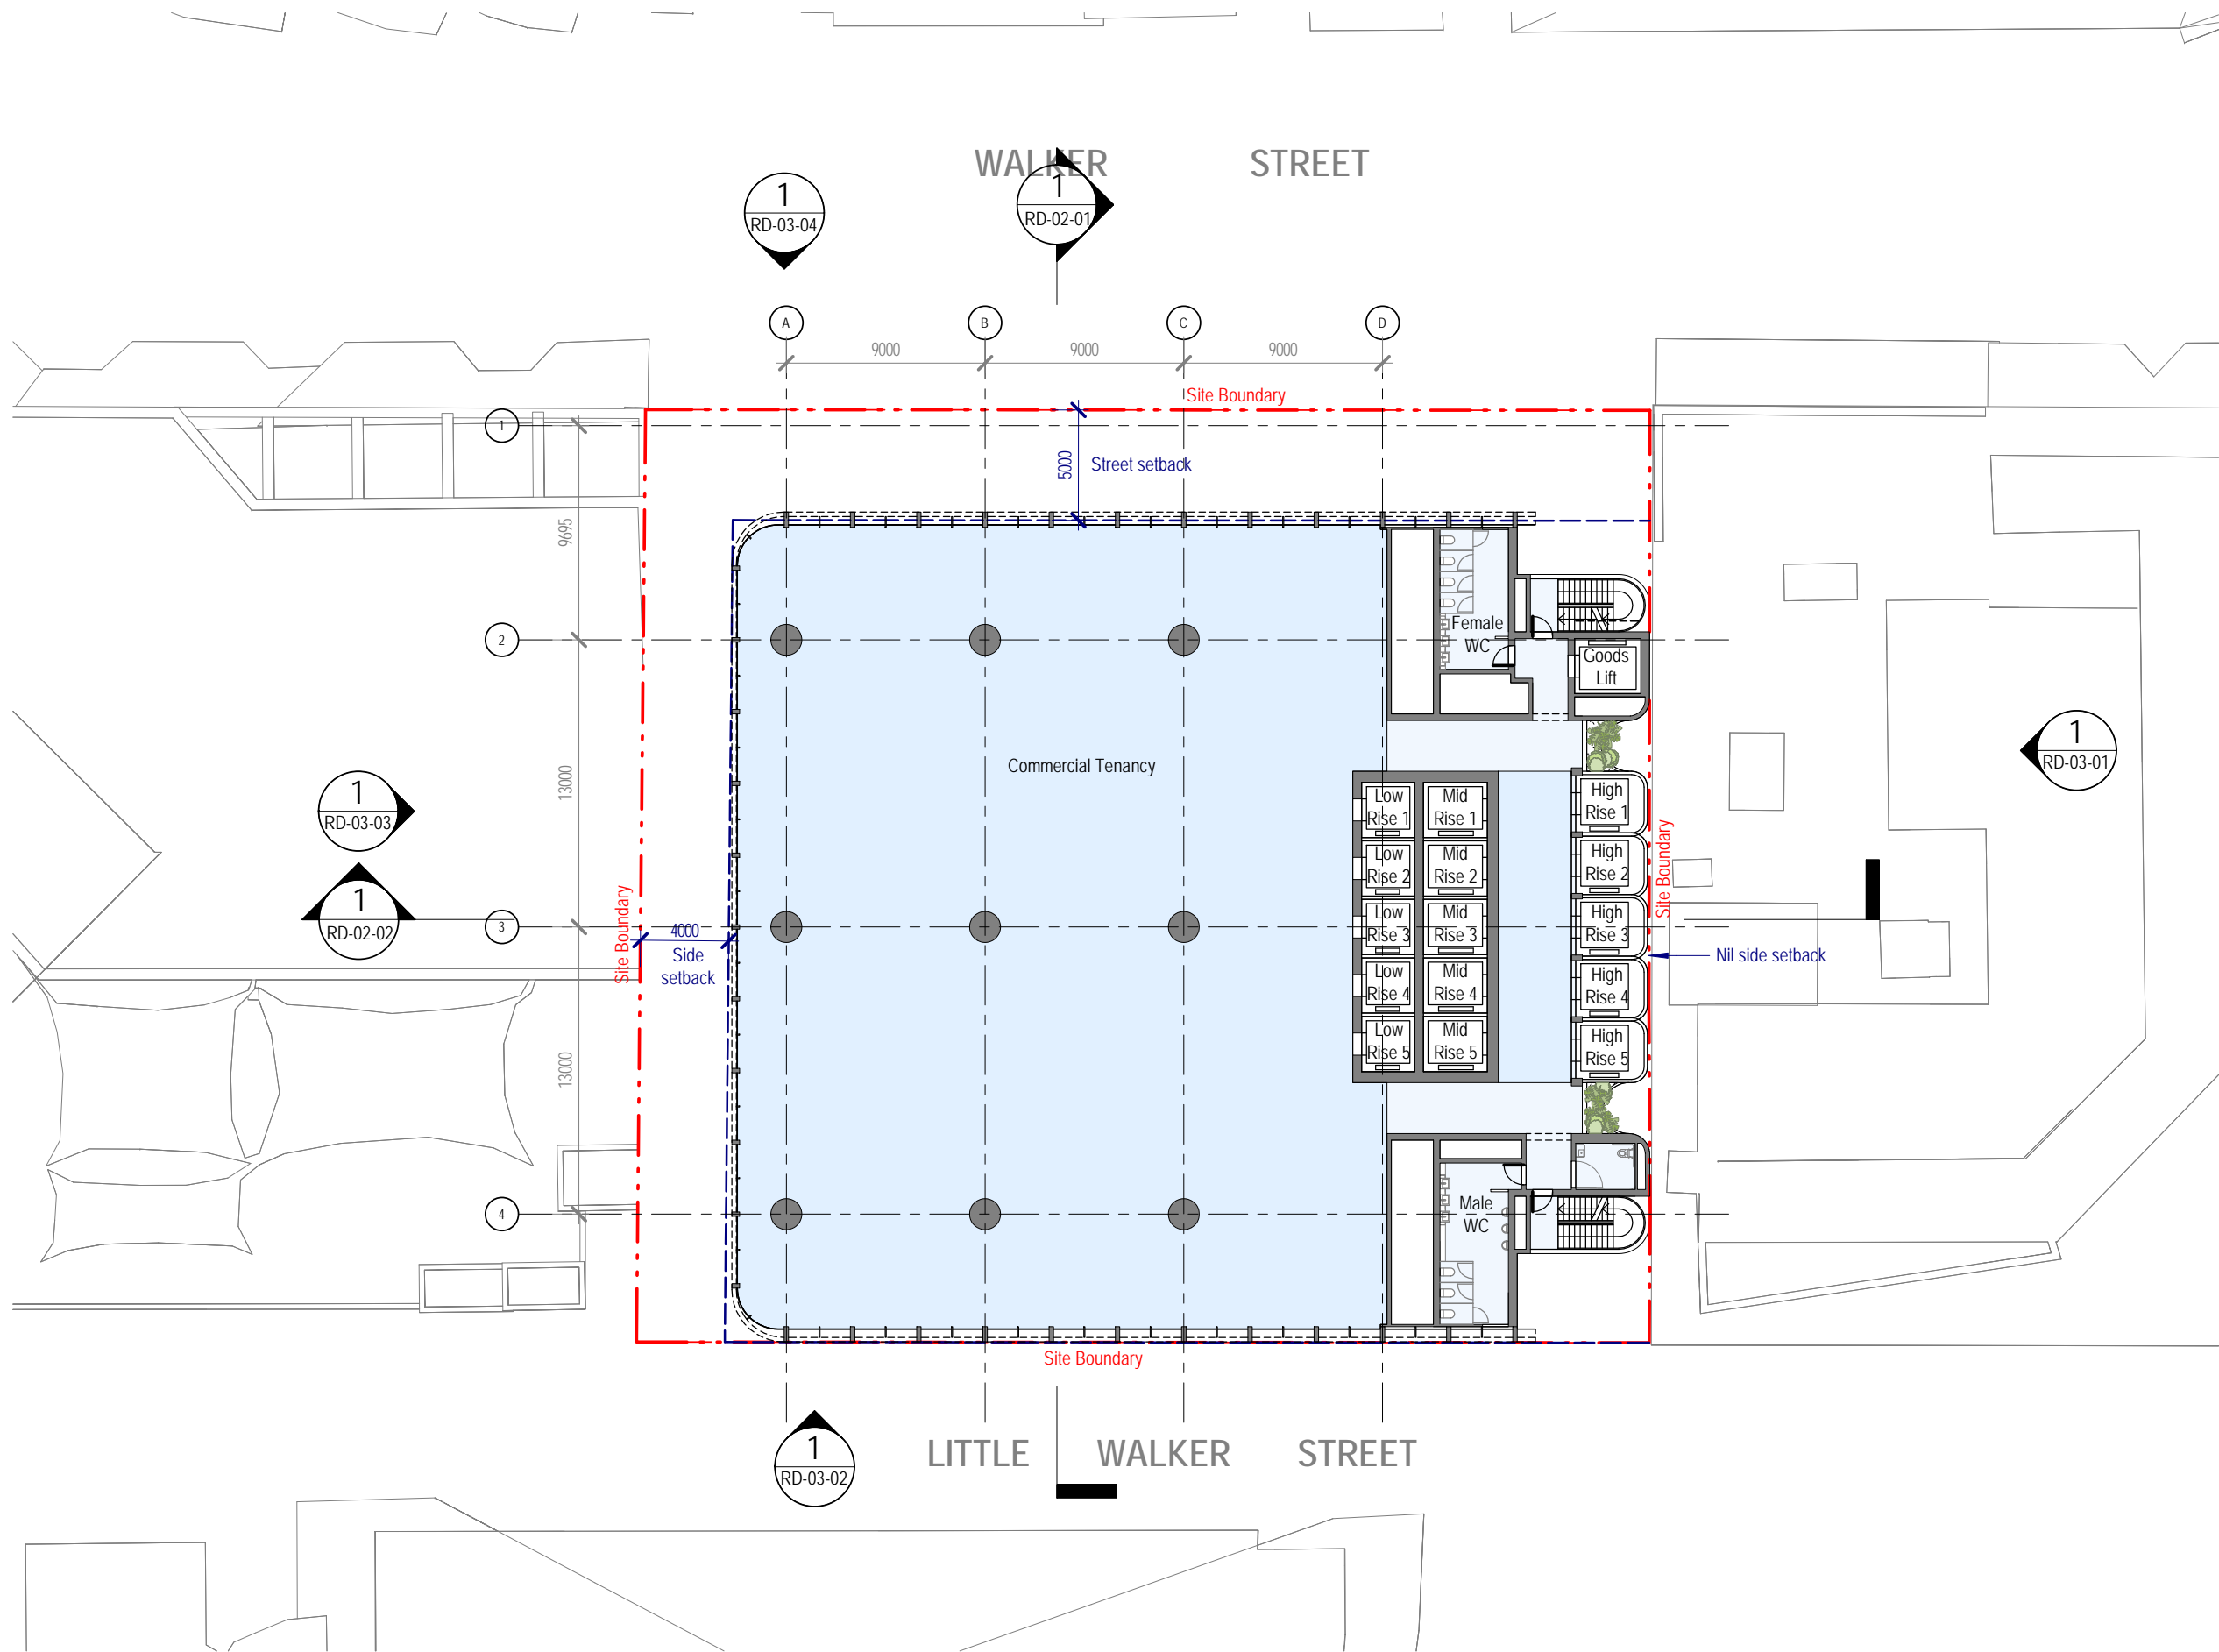 WALKER STREET
1
RD-03-04
1
RD-02-01
A
B
C
D
9000
9000
9000
Site Boundary
1
5000
Street setback
9695
2
Female
WC
Goods
Lift
Commercial Tenancy
13000
1
RD-03-03
1
RD-03-01
Low
Rise 1
Mid
Rise 1
High
Rise 1
Low
Rise 2
Mid
Rise 2
High
Rise 2
Site Boundary
1
RD-02-02
3
Site Boundary
4000
Side
setback
Low
Rise 3
Mid
Rise 3
High
Rise 3
Nil side setback
Low
Rise 4
Mid
Rise 4
High
Rise 4
Low
Rise 5
Mid
Rise 5
High
Rise 5
13000
4
Male
WC
Site Boundary
LITTLE WALKER STREET
1
RD-03-02